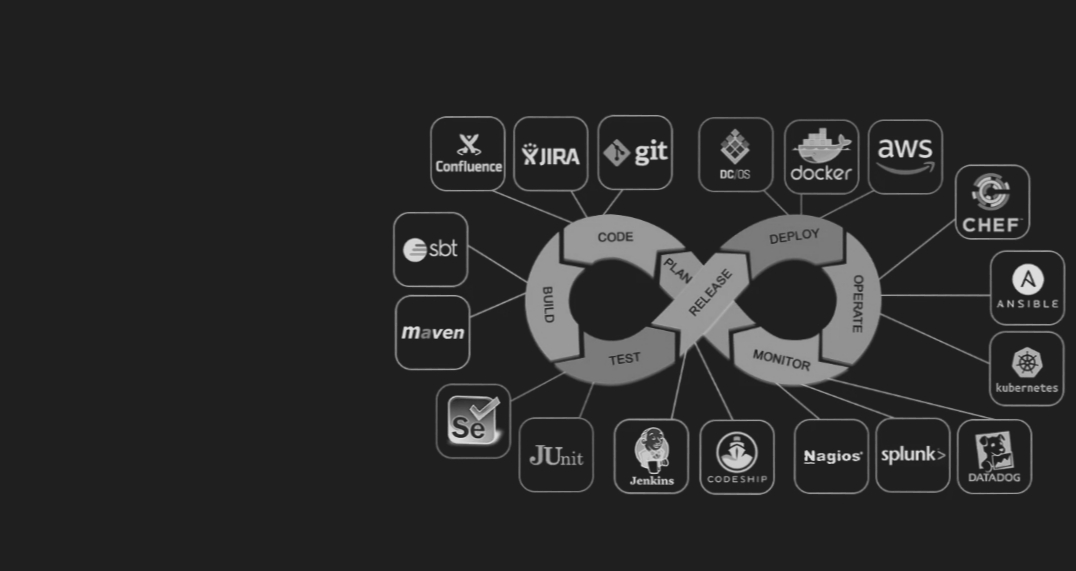 Confluence
JIRA
git
DC/OS
docker
aws
CHEF
sbt
CODE
PLAN
RELEASE
DEPLOY
OPERATE
ANSIBLE
BUILD
maven
TEST
MONITOR
kubernetes
Se
JUnit
Jenkins
CODESHIP
Nagios®
splunk>
DATADOG